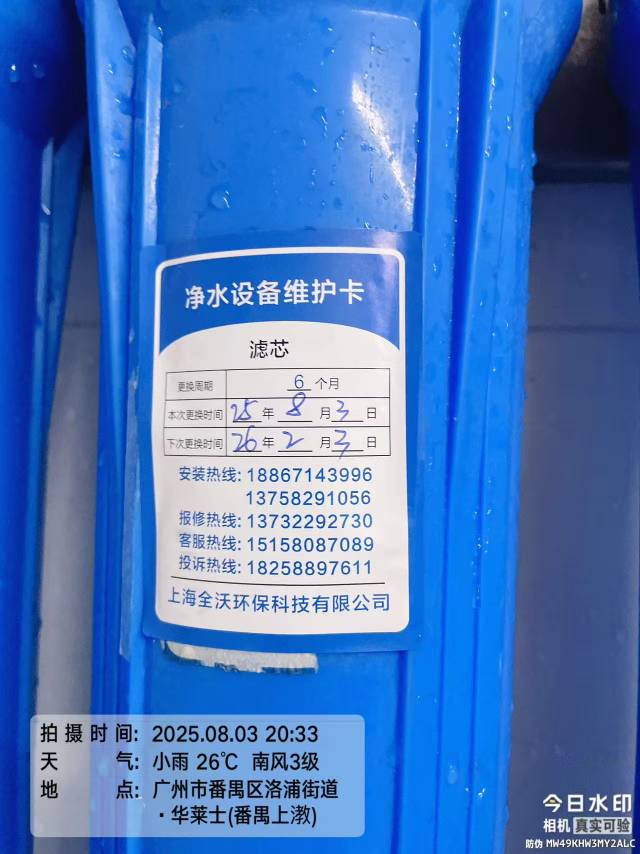 净水设备维护卡
滤芯
更换周期 6 个月
本次更换时间 25 年 8 月 3 日
下次更换时间 26 年 2 月 3 日
安装热线: 18867143996
13758291056
报修热线: 13732292730
客服热线: 15158087089
投诉热线: 18258897611
上海全沃环保科技有限公司
拍摄时间: 2025.08.03 20:33
天气: 小雨 26℃ 南风3级
地点: 广州市番禺区洛浦街道
·华莱士(番禺上漖)
今日水印
相机 真实可验
防伪 MW49KHW3MY2ALC